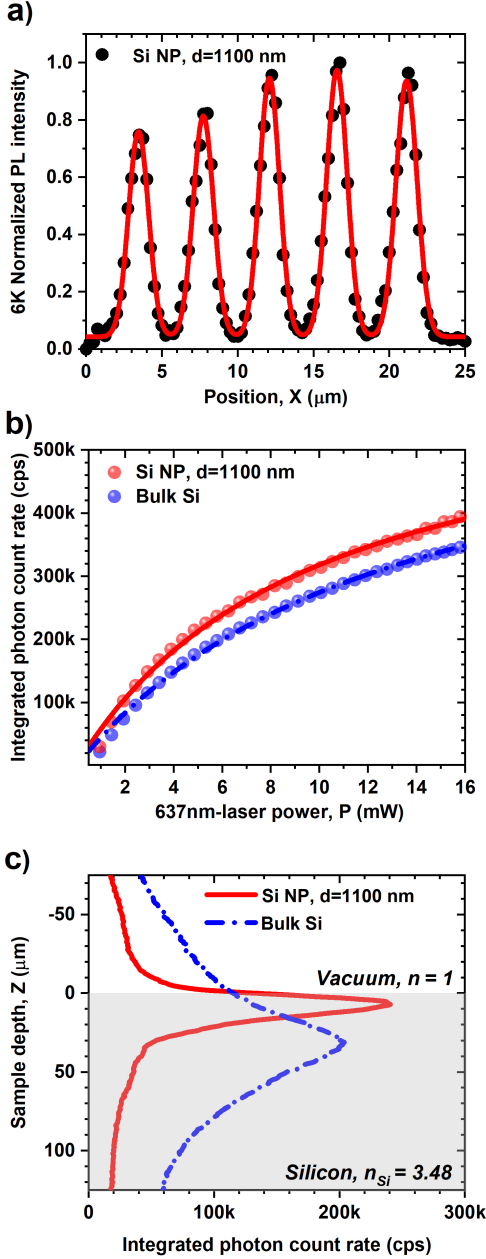 a)
Si NP, d=1100 nm
6K Normalized PL intensity
1.0
0.8
0.6
0.4
0.2
0.0
0 5 10 15 20 25
Position, X (μm)
b)
Si NP, d=1100 nm
Bulk Si
Integrated photon count rate (cps)
500k
400k
300k
200k
100k
2 4 6 8 10 12 14 16
637nm-laser power, P (mW)
c)
Si NP, d=1100 nm
Bulk Si
Sample depth, Z (μm)
-50
0
50
100
Vacuum, n = 1
Silicon, nSi = 3.48
0 100k 200k 300k
Integrated photon count rate (cps)